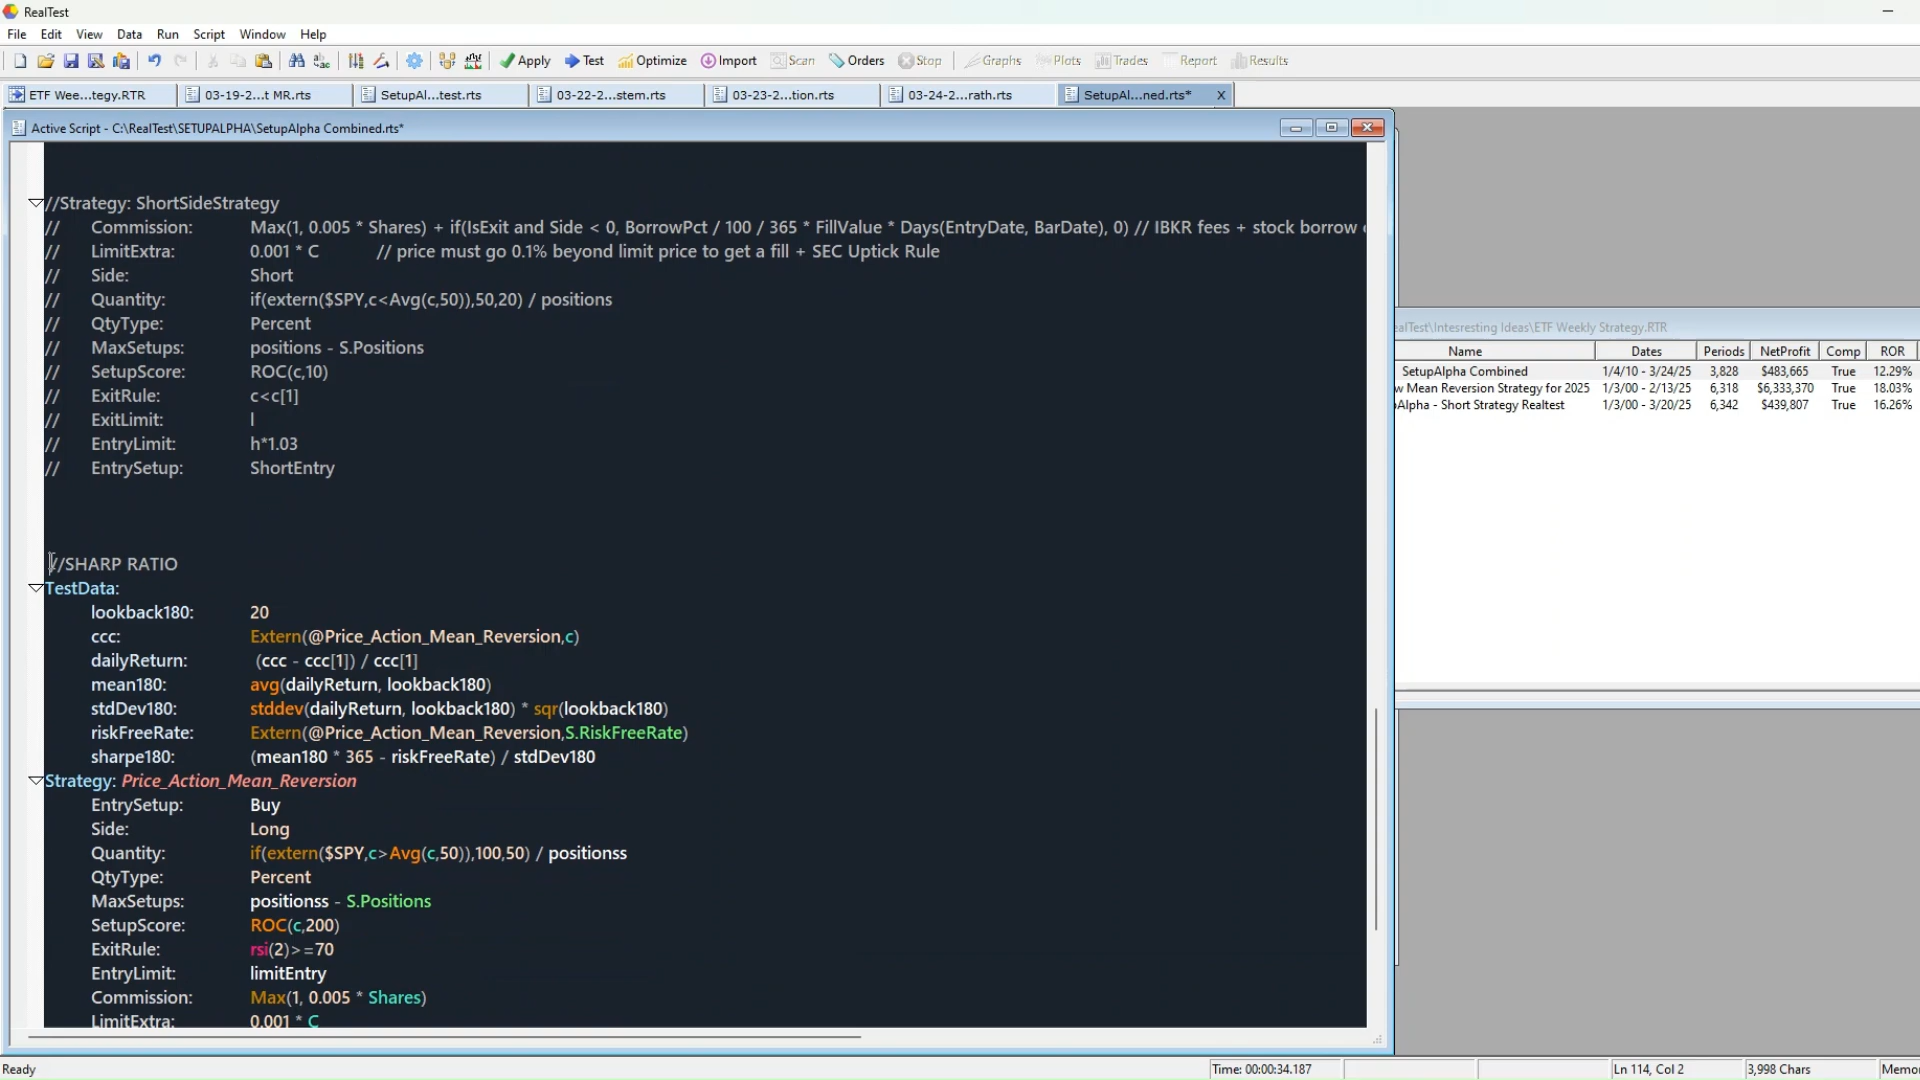 RealTest
File Edit View Data Run Script Window Help
Apply Test Optimize Import Scan Orders Stop Graphs Plots Trades Report Results
ETF Wee...tegy.RTR 03-19-2...t MR.rts SetupAl...test.rts 03-22-2...stem.rts 03-23-2...tion.rts 03-24-2...rath.rts SetupAl...ned.rts* X
Active Script - C:\RealTest\SETUPALPHA\SetupAlpha Combined.rts*
//Strategy: ShortSideStrategy
// Commission: Max(1, 0.005 * Shares) + if(IsExit and Side < 0, BorrowPct / 100 / 365 * FillValue * Days(EntryDate, BarDate), 0) // IBKR fees + stock borrow
// LimitExtra: 0.001 * C // price must go 0.1% beyond limit price to get a fill + SEC Uptick Rule
// Side: Short
// Quantity: if(extern($SPY,c<Avg(c,50)),50,20) / positions
// QtyType: Percent
// MaxSetups: positions - S.Positions
// SetupScore: ROC(c,10)
// ExitRule: c<c[1]
// ExitLimit: l
// EntryLimit: h*1.03
// EntrySetup: ShortEntry
//SHARP RATIO
TestData:
lookback180: 20
ccc: Extern(@Price_Action_Mean_Reversion,c)
dailyReturn: (ccc - ccc[1]) / ccc[1]
mean180: avg(dailyReturn, lookback180)
stdDev180: stddev(dailyReturn, lookback180) * sqr(lookback180)
riskFreeRate: Extern(@Price_Action_Mean_Reversion,S.RiskFreeRate)
sharpe180: (mean180 * 365 - riskFreeRate) / stdDev180
Strategy: Price_Action_Mean_Reversion
EntrySetup: Buy
Side: Long
Quantity: if(extern($SPY,c>Avg(c,50)),100,50) / positionss
QtyType: Percent
MaxSetups: positionss - S.Positions
SetupScore: ROC(c,200)
ExitRule: rsi(2)>=70
EntryLimit: limitEntry
Commission: Max(1, 0.005 * Shares)
LimitExtra: 0.001 * C
ealTest\Intesresting Ideas\ETF Weekly Strategy.RTR
Name Dates Periods NetProfit Comp ROR
SetupAlpha Combined 1/4/10 - 3/24/25 3,828 $483,665 True 12.29%
w Mean Reversion Strategy for 2025 1/3/00 - 2/13/25 6,318 $6,333,370 True 18.03%
Alpha - Short Strategy Realtest 1/3/00 - 3/20/25 6,342 $439,807 True 16.26%
Ready Time: 00:00:34.187 Ln 114, Col 2 3,998 Chars Memo